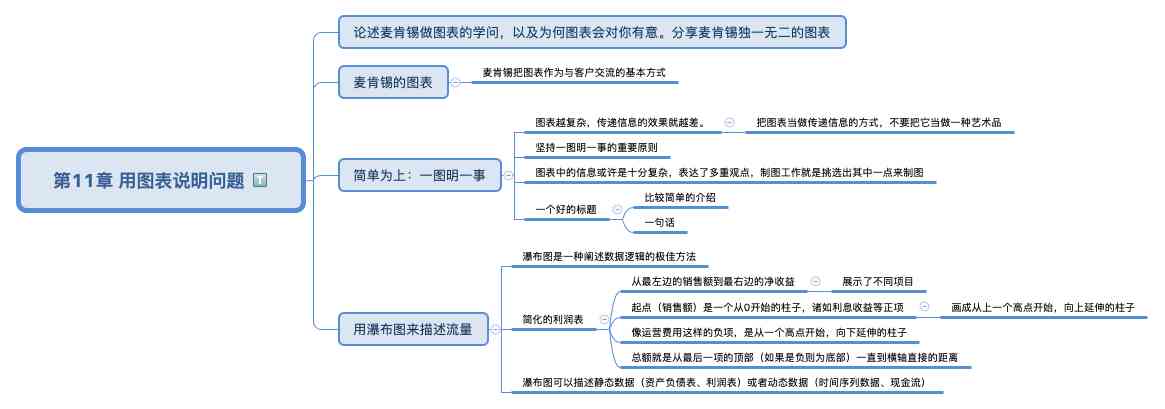 第11章 用图表说明问题
论述麦肯锡做图表的学问，以及为何图表会对你有意。分享麦肯锡独一无二的图表
麦肯锡的图表
麦肯锡把图表作为与客户交流的基本方式
简单为上：一图明一事
图表越复杂，传递信息的效果就越差。
把图表当做传递信息的方式，不要把它当做一种艺术品
坚持一图明一事的重要原则
图表中的信息或许是十分复杂，表达了多重观点，制图工作就是挑选出其中一点来制图
一个好的标题
比较简单的介绍
一句话
用瀑布图来描述流量
瀑布图是一种阐述数据逻辑的极佳方法
简化的利润表
从最左边的销售额到最右边的净收益
展示了不同项目
起点（销售额）是一个从0开始的柱子，诸如利息收益等正项
画成从上一个高点开始，向上延伸的柱子
像运营费用这样的负项，是从一个高点开始，向下延伸的柱子
总额就是从最后一项的顶部（如果是负则为底部）一直到横轴直接的距离
瀑布图可以描述静态数据（资产负债表、利润表）或者动态数据（时间序列数据、现金流）